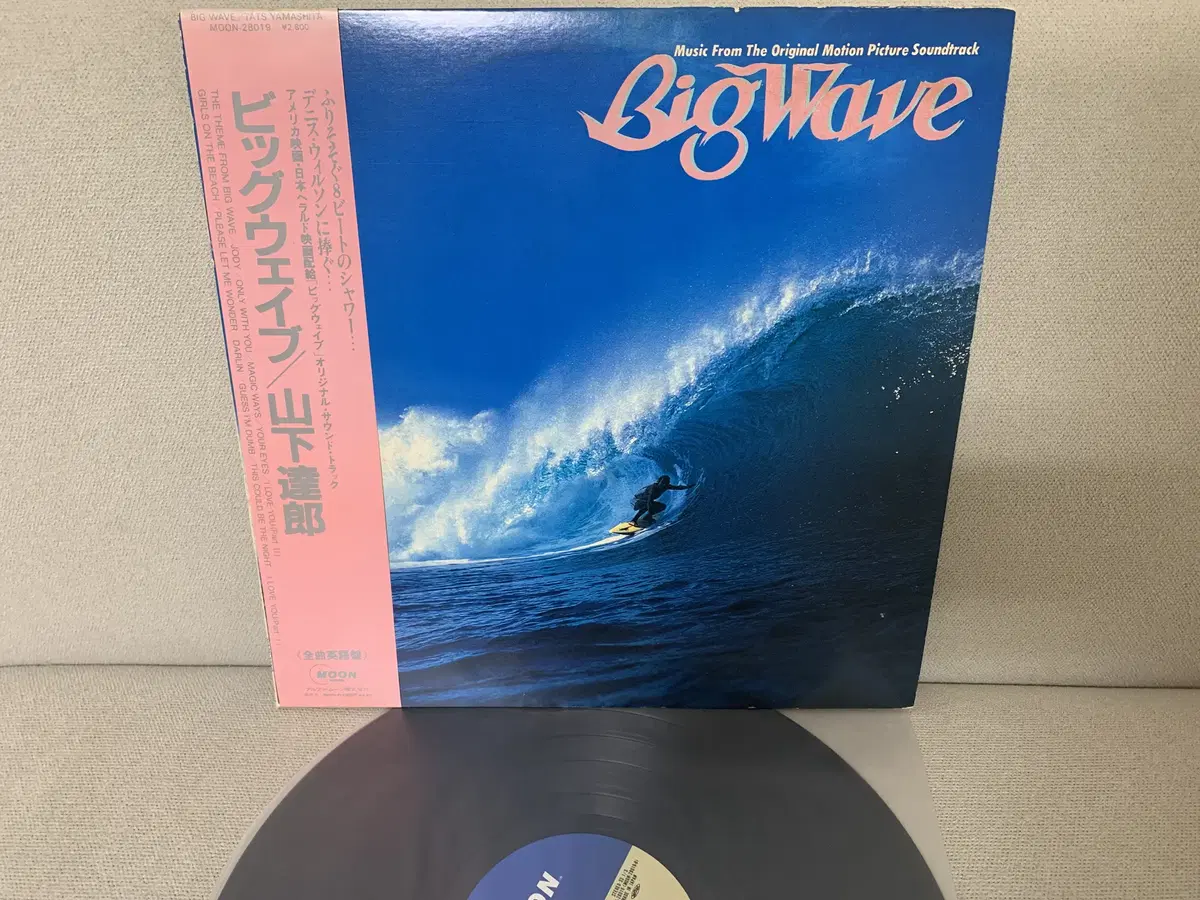 BIG WAVE/TATS YAMASHITA
MOON-28019 ¥2,800
ふりそそぐ8ビートのシャワー…
デニス・ウィルソンに捧ぐ…
アメリカ映画・日本ヘラルド映画配給「ビッグウェイブ」オリジナル・サウンド・トラック
ビッグウェイブ/山下達郎
THE THEME FROM BIG WAVE/JODY/ONLY WITH YOU/MAGIC WAYS/YOUR EYES/I LOVE YOU(Part II)
GIRLS ON THE BEACH/PLEASE LET ME WONDER/DARLIN'/GUESS I'M DUMB/THIS COULD BE THE NIGHT/I LOVE YOU(Part
(全曲英語盤)
MOON
Music From The Original Motion Picture Soundtrack
Big Wave
MOON